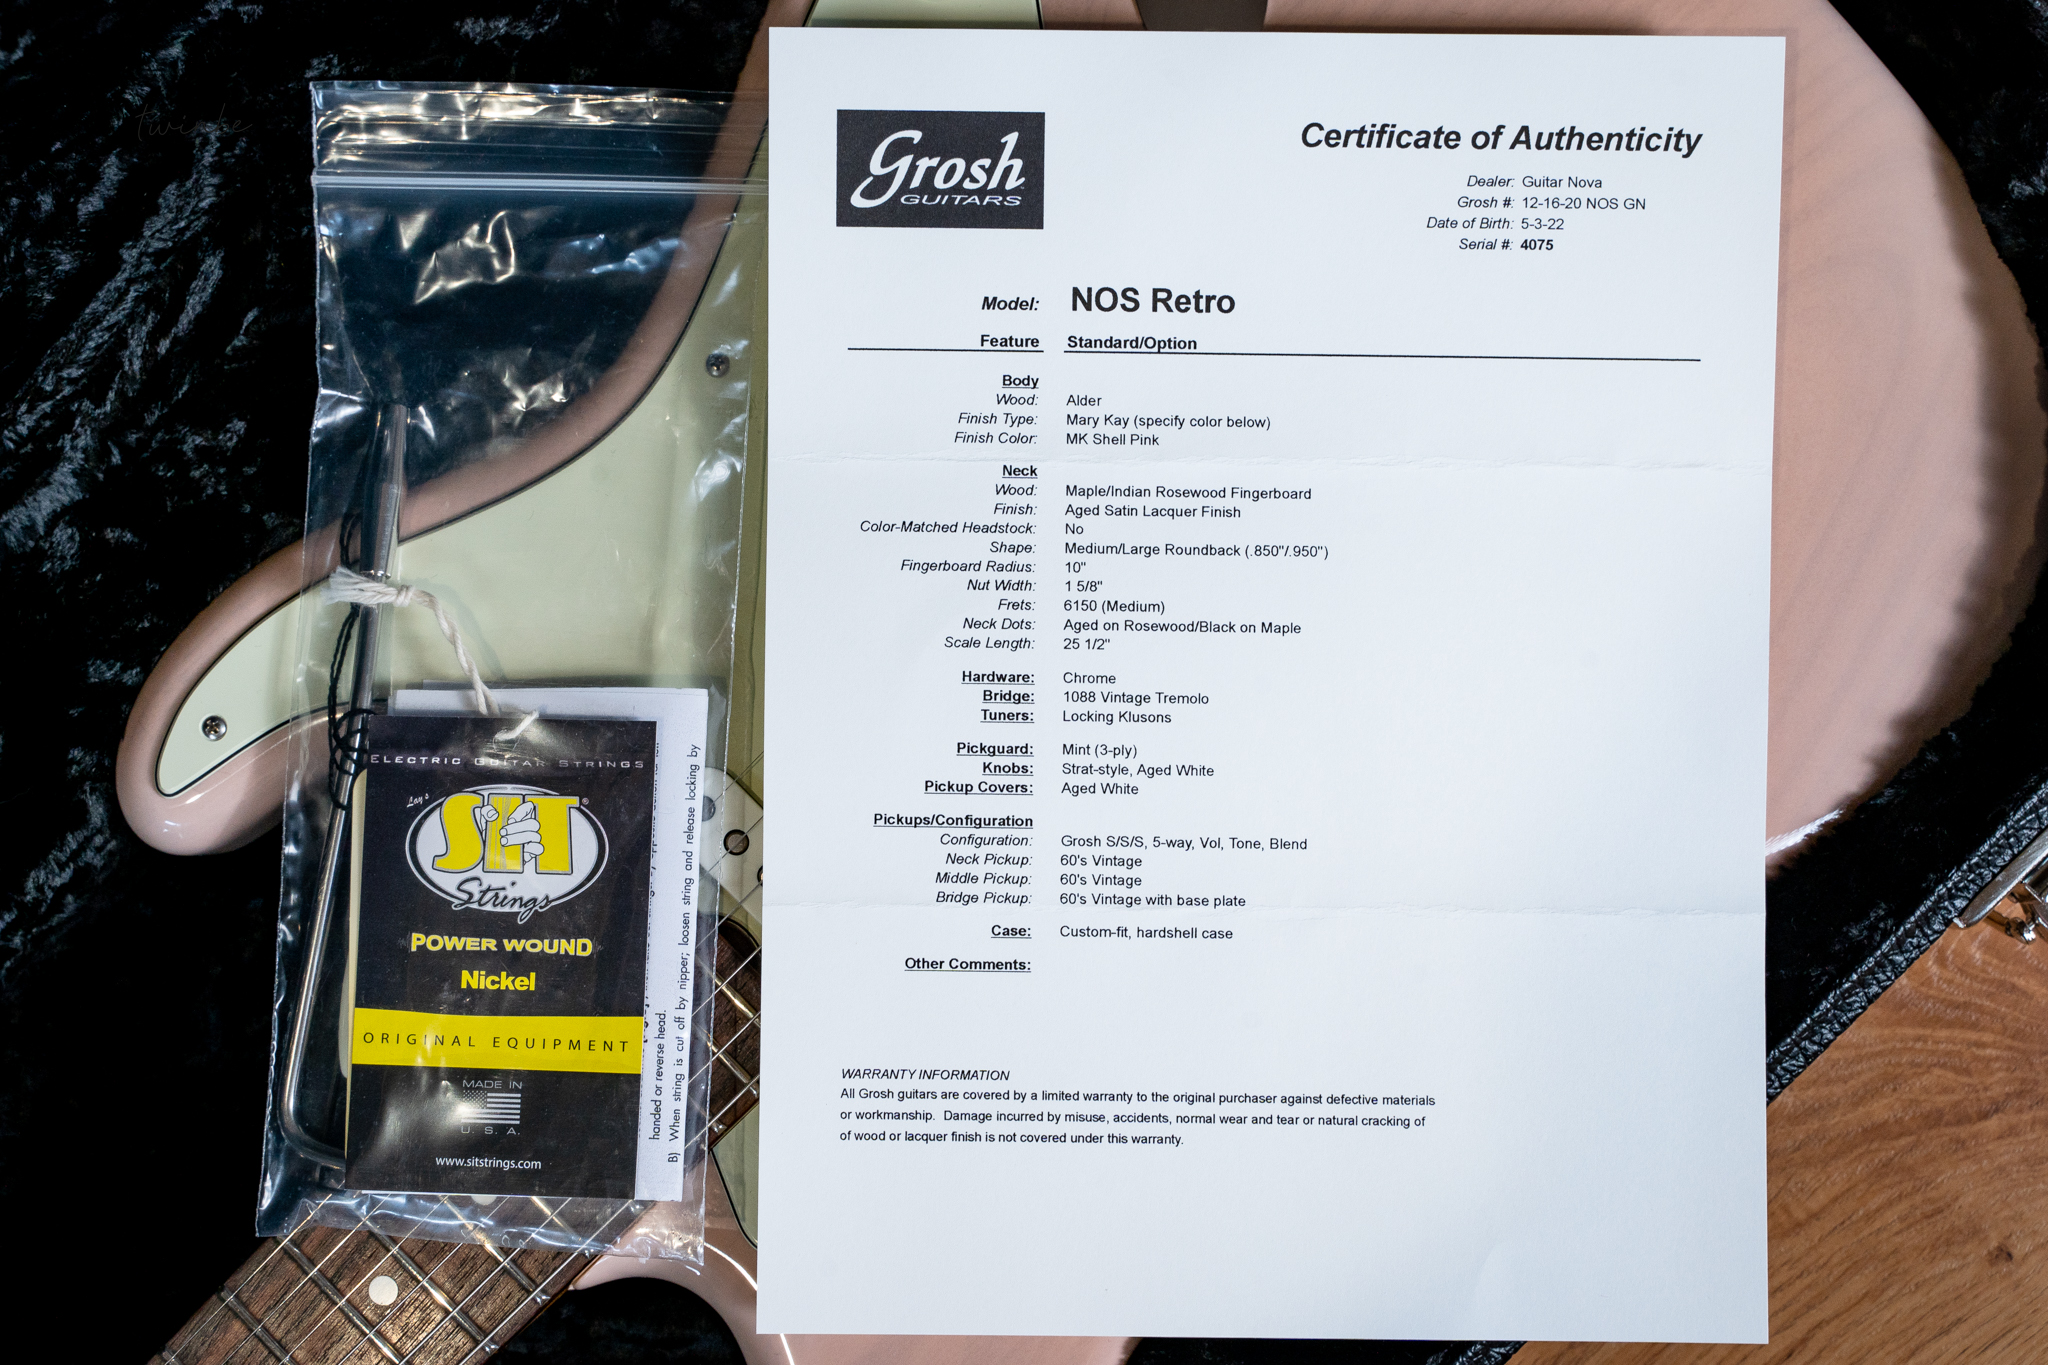 twinkie
Grosh
GUITARS
Certificate of Authenticity
Dealer: Guitar Nova
Grosh #: 12-16-20 NOS GN
Date of Birth: 5-3-22
Serial #: 4075
Model: NOS Retro
Feature Standard/Option
Body
Wood: Alder
Finish Type: Mary Kay (specify color below)
Finish Color: MK Shell Pink
Neck
Wood: Maple/Indian Rosewood Fingerboard
Finish: Aged Satin Lacquer Finish
Color-Matched Headstock: No
Shape: Medium/Large Roundback (.850"/.950")
Fingerboard Radius: 10"
Nut Width: 1 5/8"
Frets: 6150 (Medium)
Neck Dots: Aged on Rosewood/Black on Maple
Scale Length: 25 1/2"
Hardware: Chrome
Bridge: 1088 Vintage Tremolo
Tuners: Locking Klusons
Pickguard: Mint (3-ply)
Knobs: Strat-style, Aged White
Pickup Covers: Aged White
Pickups/Configuration
Configuration: Grosh S/S/S, 5-way, Vol, Tone, Blend
Neck Pickup: 60's Vintage
Middle Pickup: 60's Vintage
Bridge Pickup: 60's Vintage with base plate
Case: Custom-fit, hardshell case
Other Comments:
WARRANTY INFORMATION
All Grosh guitars are covered by a limited warranty to the original purchaser against defective materials
or workmanship. Damage incurred by misuse, accidents, normal wear and tear or natural cracking of
of wood or lacquer finish is not covered under this warranty.
ELECTRIC GUITAR STRINGS
Lay's
SIT®
Strings
POWER WOUND
Nickel
ORIGINAL EQUIPMENT
MADE IN
U. S. A.
www.sitstrings.com
handed or reverse head.
B) When string is cut off by nipper; loosen string and release locking by